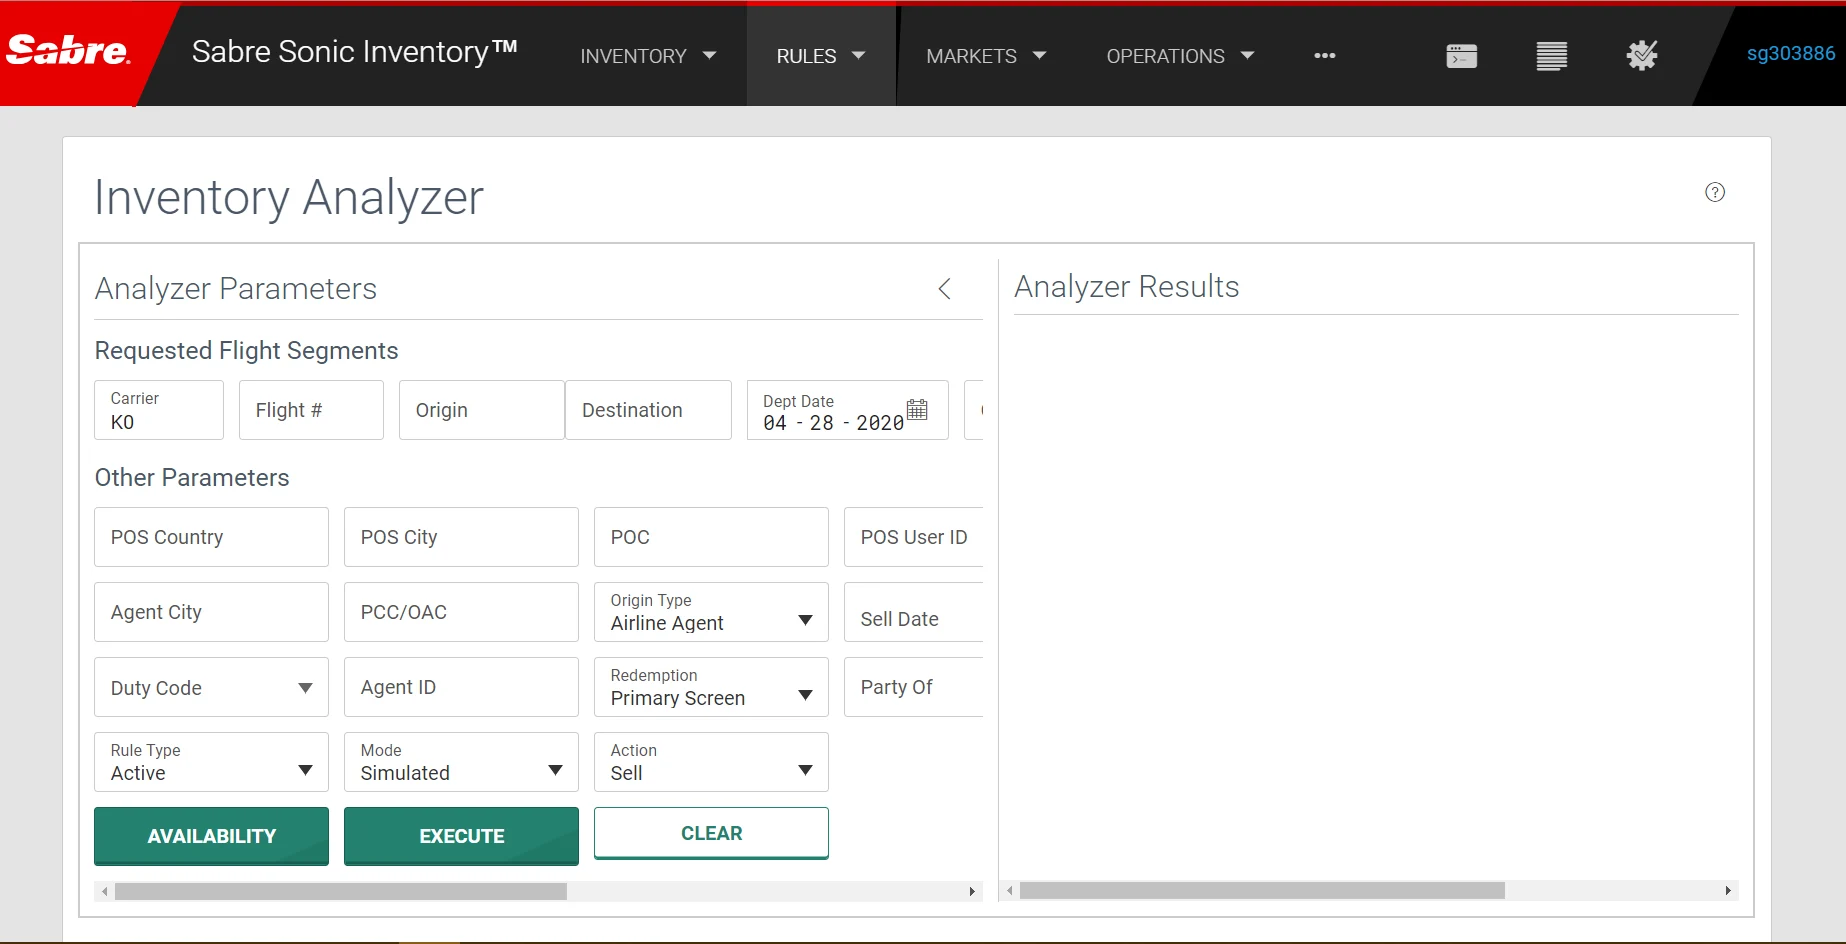 Sabre
Sabre Sonic Inventory™
INVENTORY
RULES
MARKETS
OPERATIONS
...
sg303886
Inventory Analyzer
?
Analyzer Parameters
Analyzer Results
Requested Flight Segments
Carrier
K0
Flight #
Origin
Destination
Dept Date
04 - 28 - 2020
Other Parameters
POS Country
POS City
POC
POS User ID
Agent City
PCC/OAC
Origin Type
Airline Agent
Sell Date
Duty Code
Agent ID
Redemption
Primary Screen
Party Of
Rule Type
Active
Mode
Simulated
Action
Sell
AVAILABILITY
EXECUTE
CLEAR